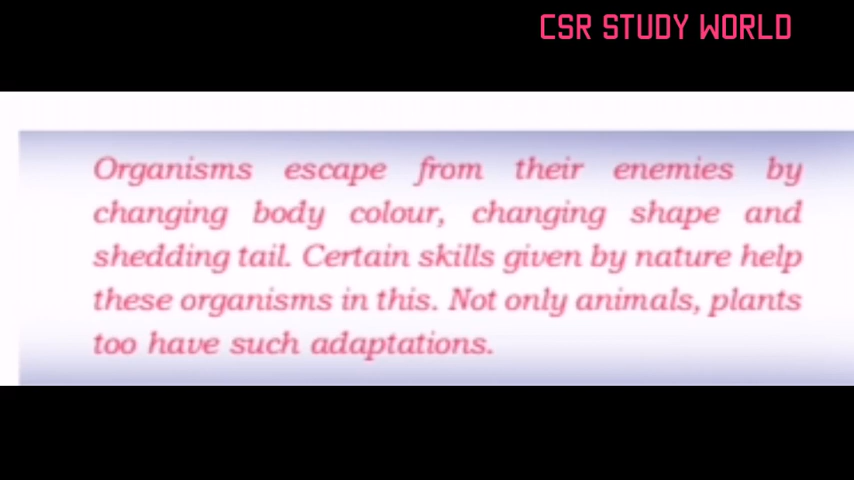 CSR STUDY WORLD
Organisms escape from their enemies by
changing body colour, changing shape and
shedding tail. Certain skills given by nature help
these organisms in this. Not only animals, plants
too have such adaptations.